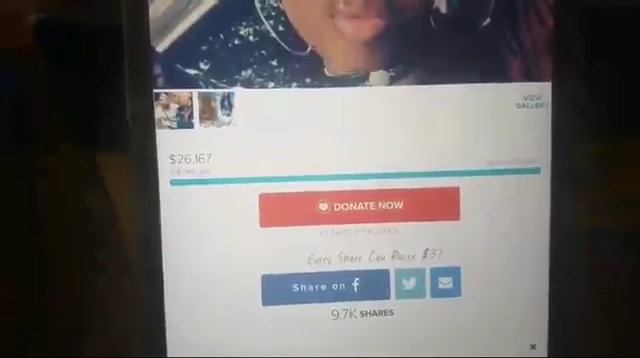 VIEW
GALLERY
$26,167
DONATE NOW
Every Share Can Raise $37
Share on f
9.7K SHARES
x